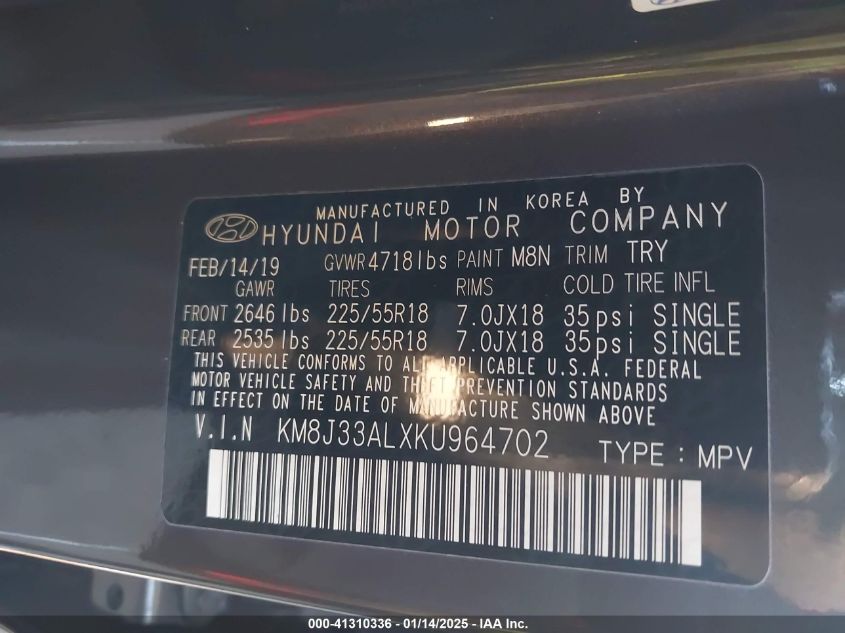 MANUFACTURED IN KOREA BY
HYUNDAI MOTOR COMPANY
FEB/14/19 GVWR 4718lbs PAINT M8N TRIM TRY
GAWR TIRES RIMS COLD TIRE INFL
FRONT 2646 lbs 225/55R18 7.0JX18 35psi SINGLE
REAR 2535 lbs 225/55R18 7.0JX18 35psi SINGLE
THIS VEHICLE CONFORMS TO ALL APPLICABLE U.S.A. FEDERAL
MOTOR VEHICLE SAFETY AND THEFT PREVENTION STANDARDS
IN EFFECT ON THE DATE OF MANUFACTURE SHOWN ABOVE
V.I.N KM8J33ALXKU964702 TYPE : MPV
000-41310336 - 01/14/2025 - IAA Inc.